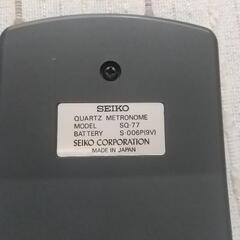 SEIKO
QUARTZ METRONOME
MODEL SQ-77
BATTERY S-006P(9V)
SEIKO CORPORATION
MADE IN JAPAN